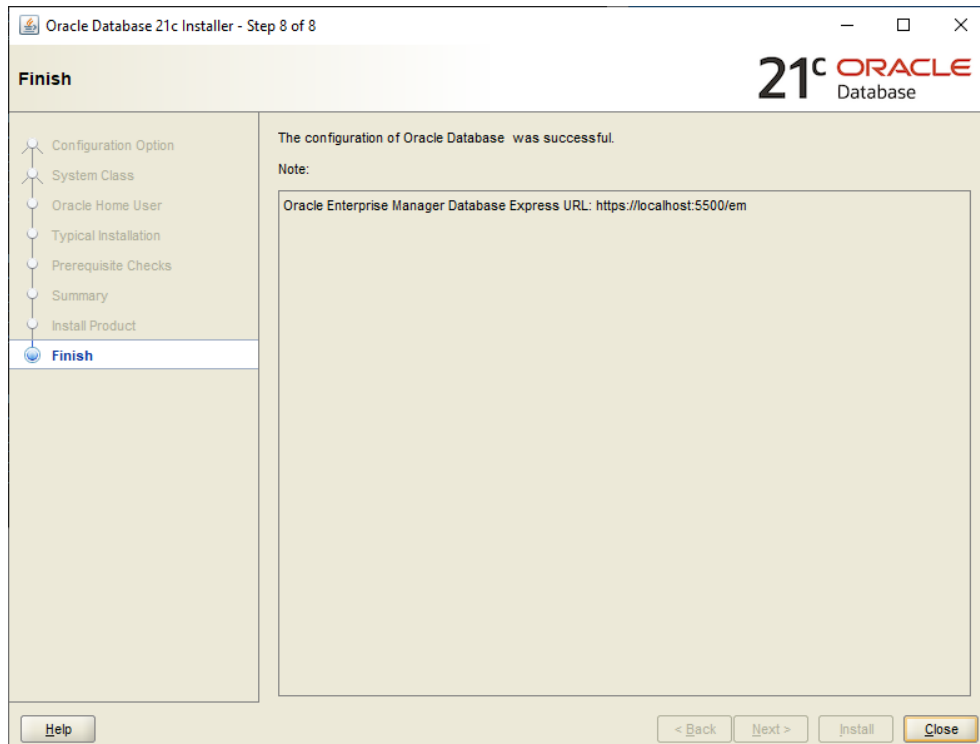 Oracle Database 21c Installer - Step 8 of 8
Finish
21c ORACLE
Database
Configuration Option
System Class
Oracle Home User
Typical Installation
Prerequisite Checks
Summary
Install Product
Finish
The configuration of Oracle Database  was successful.
Note:
Oracle Enterprise Manager Database Express URL: https://localhost:5500/em
Help
< Back
Next >
Install
Close